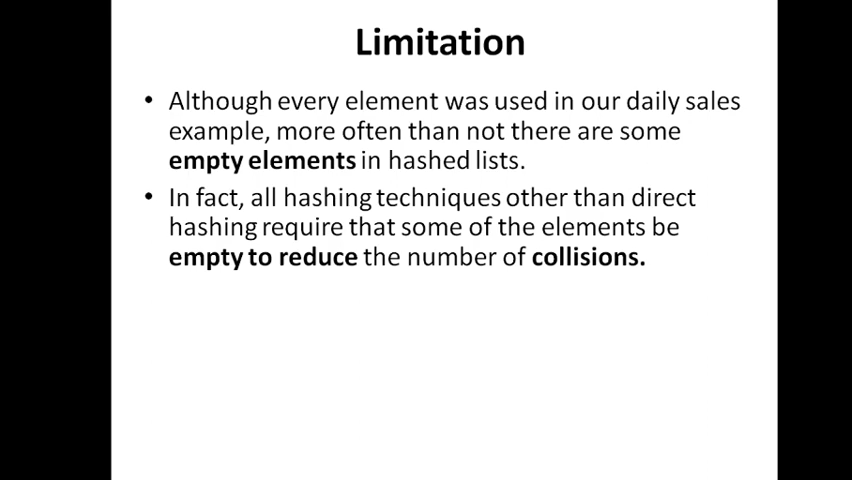 Limitation
• Although every element was used in our daily sales
example, more often than not there are some
empty elements in hashed lists.
• In fact, all hashing techniques other than direct
hashing require that some of the elements be
empty to reduce the number of collisions.